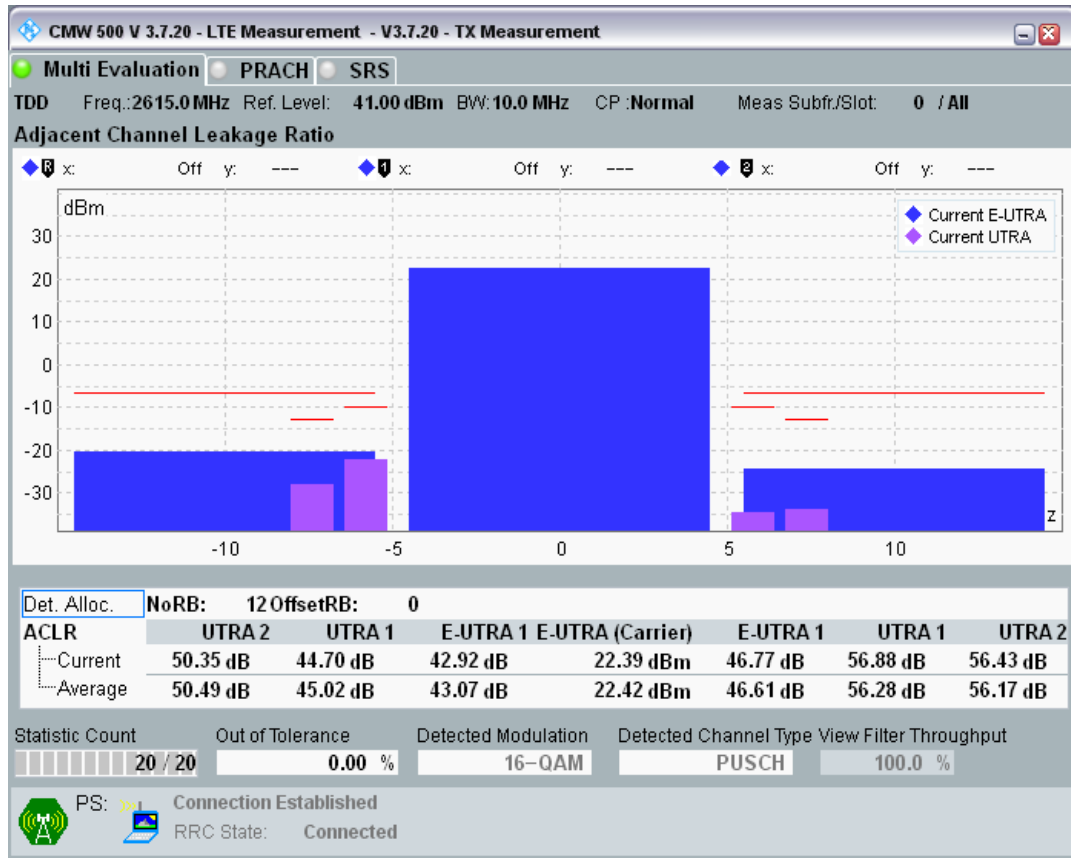 CMW 500 V 3.7.20 - LTE Measurement - V3.7.20 - TX Measurement
Multi Evaluation PRACH SRS
TDD Freq.:2615.0 MHz Ref. Level: 41.00 dBm BW:10.0 MHz CP :Normal Meas Subfr./Slot: 0 / All
Adjacent Channel Leakage Ratio
R x: Off y: --- 1 x: Off y: --- 2 x: Off y: ---
dBm
Current E-UTRA
Current UTRA
30
20
10
0
-10
-20
-30
z
-10 -5 0 5 10
Det. Alloc. NoRB: 12 OffsetRB: 0
ACLR UTRA 2 UTRA 1 E-UTRA 1 E-UTRA (Carrier) E-UTRA 1 UTRA 1 UTRA 2
Current 50.35 dB 44.70 dB 42.92 dB 22.39 dBm 46.77 dB 56.88 dB 56.43 dB
Average 50.49 dB 45.02 dB 43.07 dB 22.42 dBm 46.61 dB 56.28 dB 56.17 dB
Statistic Count Out of Tolerance Detected Modulation Detected Channel Type View Filter Throughput
20 / 20 0.00 % 16-QAM PUSCH 100.0 %
PS: Connection Established
RRC State: Connected